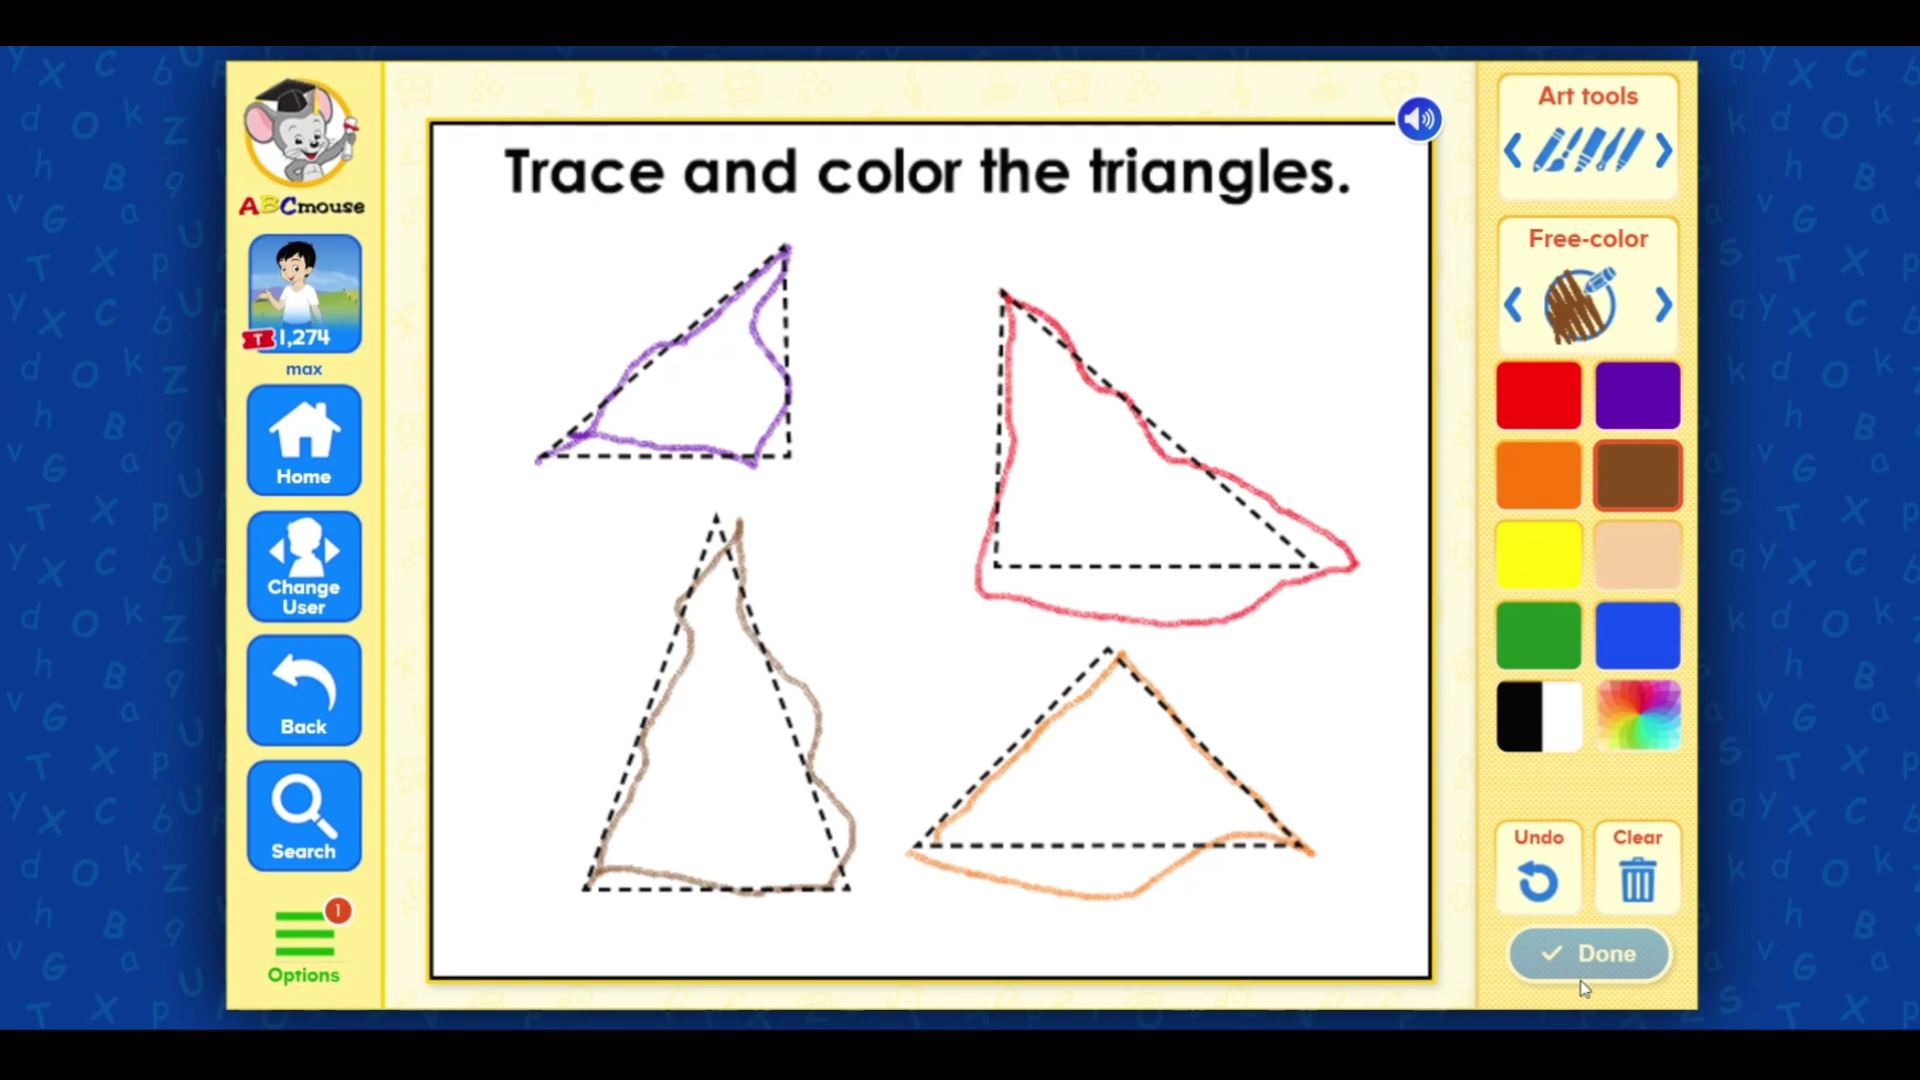 ABCmouse
T 1,274
max
Home
Change
User
Back
Search
1
Options
Trace and color the triangles.
Art tools
Free-color
Undo
Clear
Done